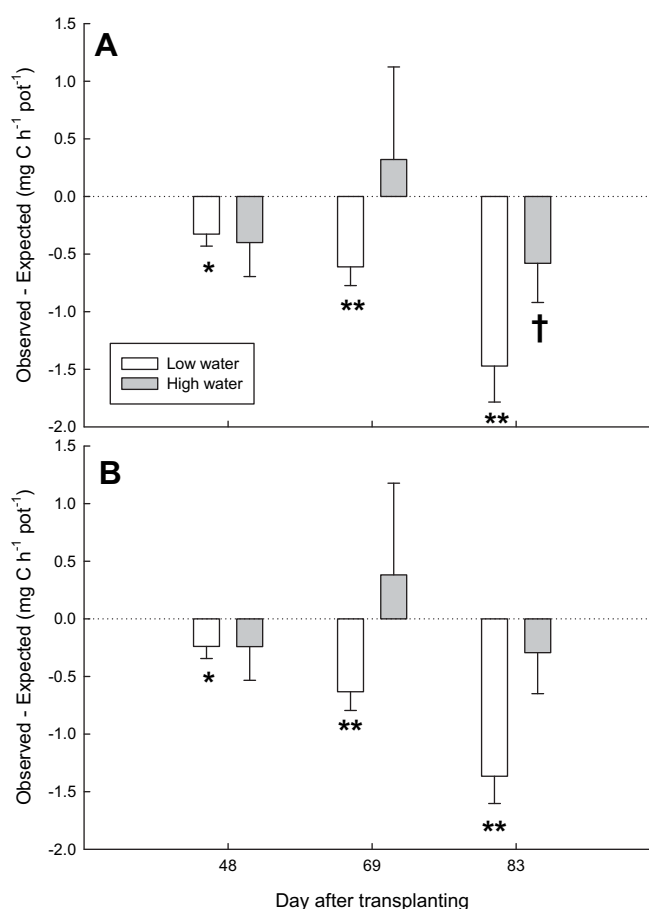 A
Observed - Expected (mg C h⁻¹ pot⁻¹)
1.5
1.0
0.5
0.0
-0.5
-1.0
-1.5
-2.0
*
**
**
†
Low water
High water
B
Observed - Expected (mg C h⁻¹ pot⁻¹)
1.5
1.0
0.5
0.0
-0.5
-1.0
-1.5
-2.0
*
**
**
48 69 83
Day after transplanting